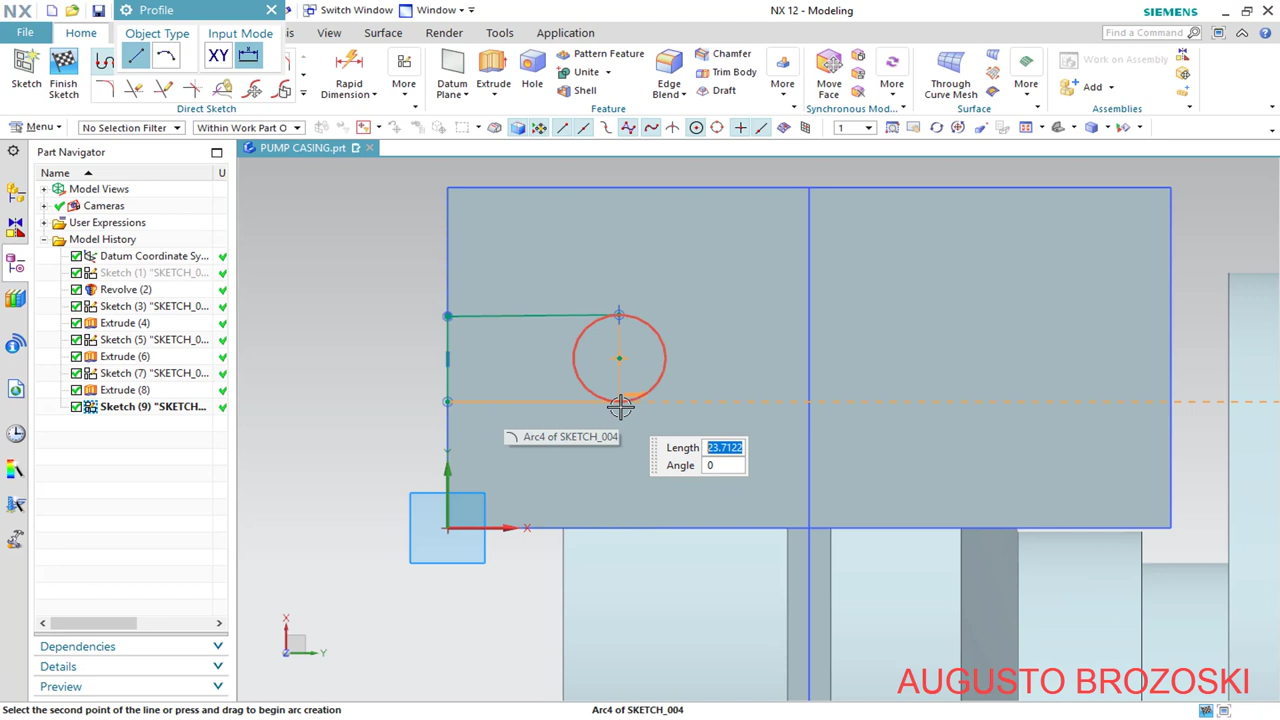 NX
Profile
Switch Window
Window
NX 12 - Modeling
SIEMENS
File
Home
Object Type
Input Mode
is
View
Surface
Render
Tools
Application
Find a Command
XY
Sketch
Finish
Sketch
Direct Sketch
Rapid
Dimension
More
Datum
Plane
Extrude
Hole
Pattern Feature
Unite
Shell
Edge
Blend
Chamfer
Trim Body
Draft
More
Feature
Move
Face
More
Synchronous Mod...
Through
Curve Mesh
More
Surface
Work on Assembly
Add
Assemblies
Menu
No Selection Filter
Within Work Part O
1
Part Navigator
PUMP CASING.prt
Name
U
Model Views
Cameras
User Expressions
Model History
Datum Coordinate Sy...
Sketch (1) "SKETCH_0...
Revolve (2)
Sketch (3) "SKETCH_0...
Extrude (4)
Sketch (5) "SKETCH_0...
Extrude (6)
Sketch (7) "SKETCH_0...
Extrude (8)
Sketch (9) "SKETCH...
Arc4 of SKETCH_004
Length 23.7122
Angle 0
X
X
Y
Dependencies
Details
Preview
AUGUSTO BROZOSKI
Select the second point of the line or press and drag to begin arc creation
Arc4 of SKETCH_004